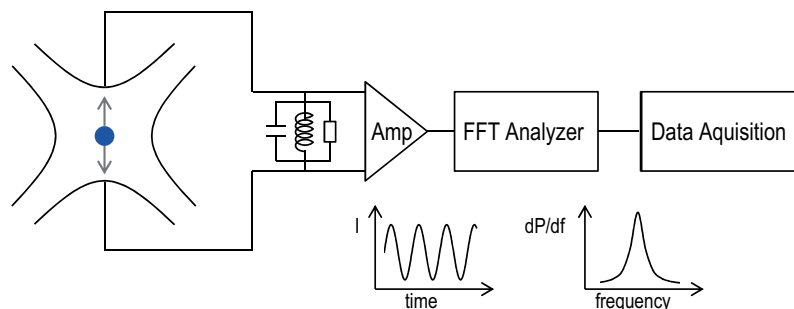 Amp
FFT Analyzer
Data Aquisition
I
time
dP/df
frequency